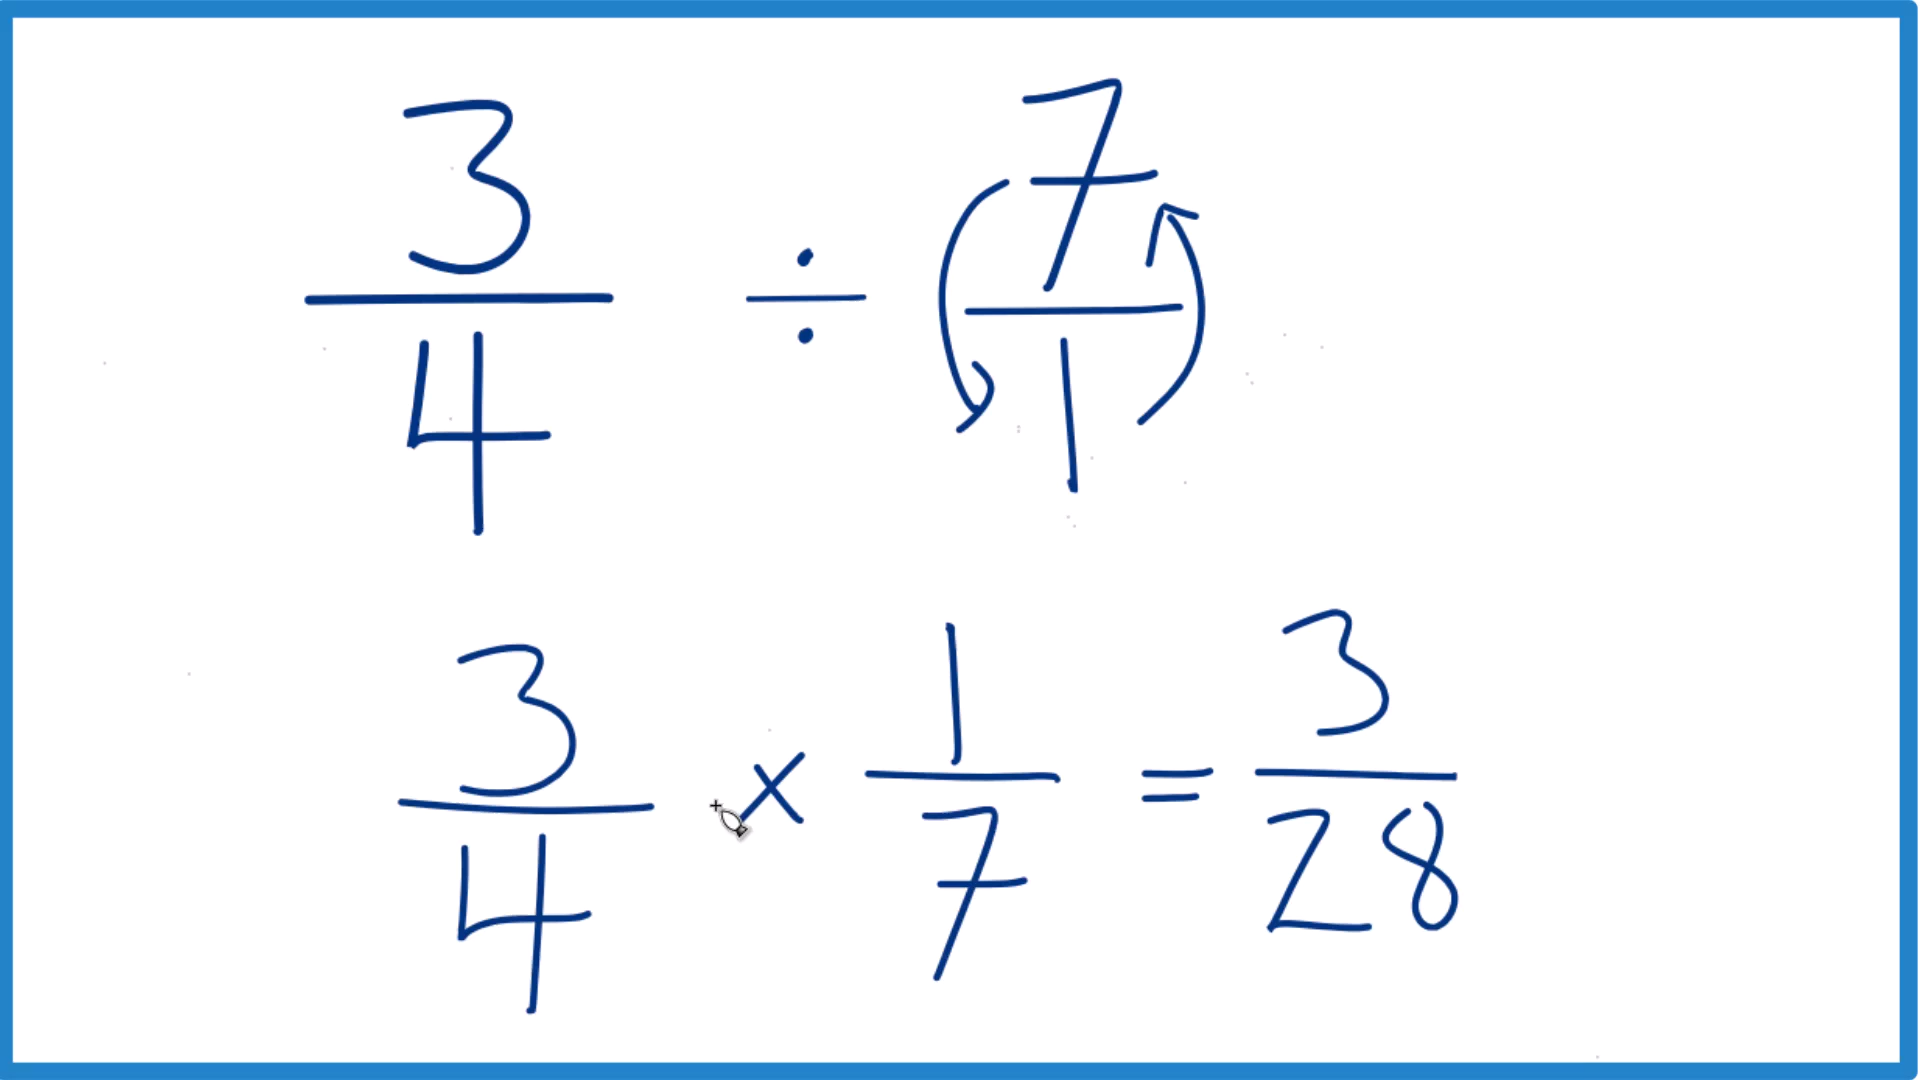 3/4 ÷ 7/1
3/4 × 1/7 = 3/28